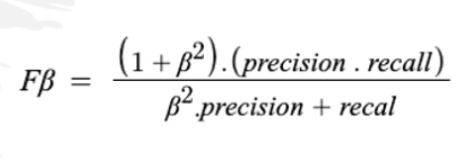 Fβ = (1 + β²).(precision . recall)
β².precision + recal